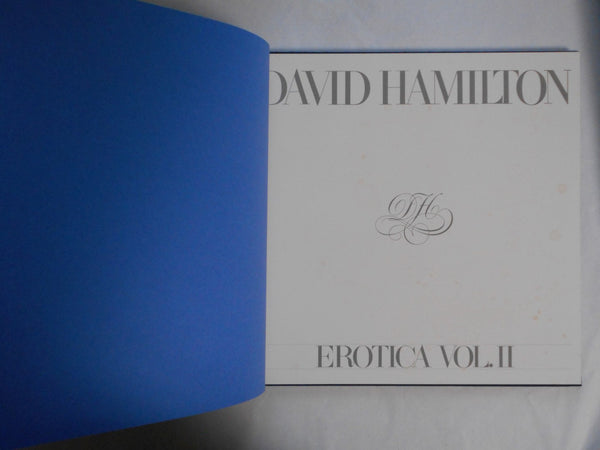 DAVID HAMILTON
DH
EROTICA VOL. II